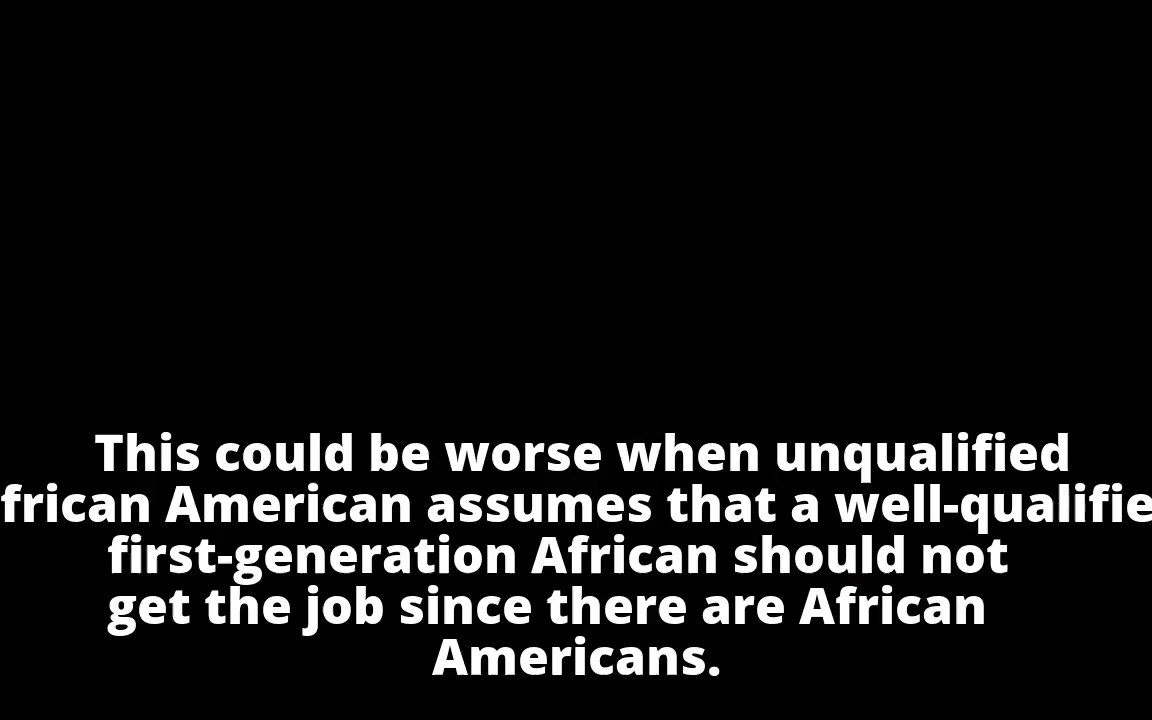 This could be worse when unqualified
frican American assumes that a well-qualifie
first-generation African should not
get the job since there are African
Americans.